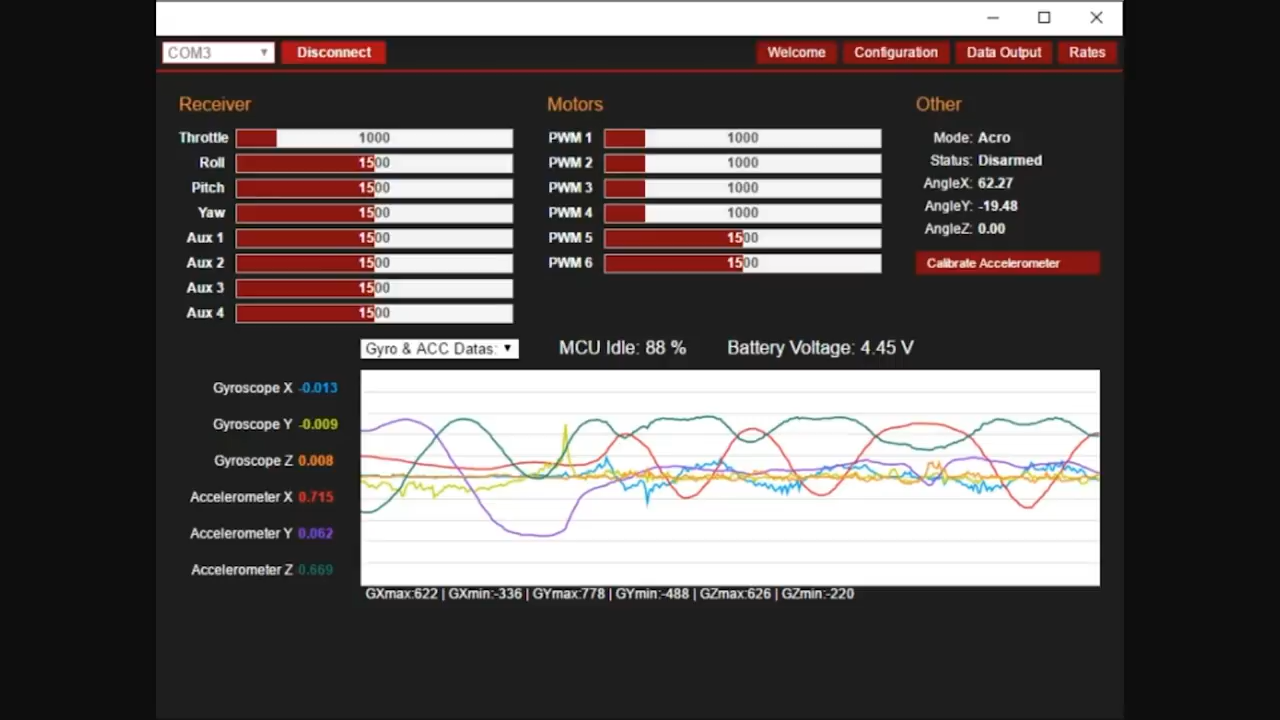 COM3 Disconnect Welcome Configuration Data Output Rates
Receiver Motors Other
Throttle 1000 PWM 1 1000 Mode: Acro
Roll 1500 PWM 2 1000 Status: Disarmed
Pitch 1500 PWM 3 1000 AngleX: 62.27
Yaw 1500 PWM 4 1000 AngleY: -19.48
Aux 1 1500 PWM 5 1500 AngleZ: 0.00
Aux 2 1500 PWM 6 1500 Calibrate Accelerometer
Aux 3 1500
Aux 4 1500
Gyro & ACC Datas: MCU Idle: 88 % Battery Voltage: 4.45 V
Gyroscope X -0.013
Gyroscope Y -0.009
Gyroscope Z 0.008
Accelerometer X 0.715
Accelerometer Y 0.062
Accelerometer Z 0.669
GXmax:622 | GXmin:-336 | GYmax:778 | GYmin:-488 | GZmax:626 | GZmin:-220